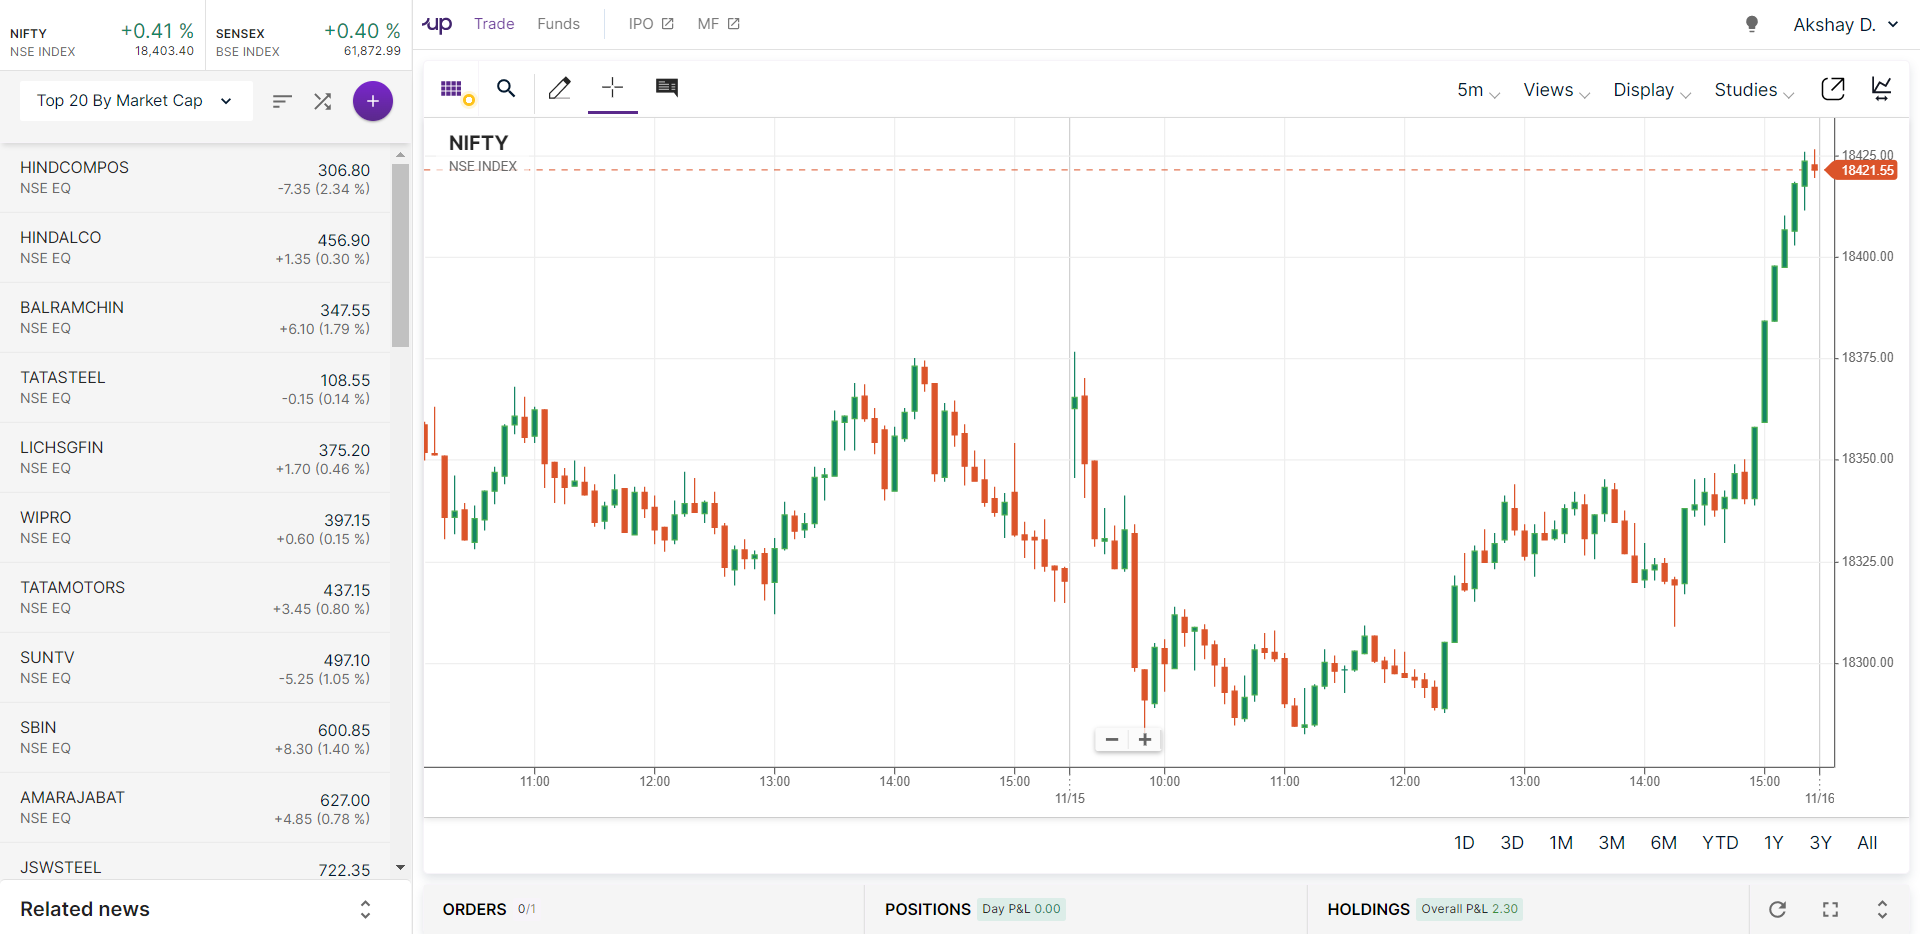 NIFTY +0.41 %
NSE INDEX 18,403.40
SENSEX +0.40 %
BSE INDEX 61,872.99
up Trade Funds IPO MF
Akshay D.
Top 20 By Market Cap
+
HINDCOMPOS 306.80
NSE EQ -7.35 (2.34 %)
HINDALCO 456.90
NSE EQ +1.35 (0.30 %)
BALRAMCHIN 347.55
NSE EQ +6.10 (1.79 %)
TATASTEEL 108.55
NSE EQ -0.15 (0.14 %)
LICHSGFIN 375.20
NSE EQ +1.70 (0.46 %)
WIPRO 397.15
NSE EQ +0.60 (0.15 %)
TATAMOTORS 437.15
NSE EQ +3.45 (0.80 %)
SUNTV 497.10
NSE EQ -5.25 (1.05 %)
SBIN 600.85
NSE EQ +8.30 (1.40 %)
AMARAJABAT 627.00
NSE EQ +4.85 (0.78 %)
JSWSTEEL 722.35
Related news
5m Views Display Studies
NIFTY
NSE INDEX
18425.00
18421.55
18400.00
18375.00
18350.00
18325.00
18300.00
11:00 12:00 13:00 14:00 15:00 10:00 11:00 12:00 13:00 14:00 15:00
11/15 11/16
1D 3D 1M 3M 6M YTD 1Y 3Y All
ORDERS 0/1
POSITIONS Day P&L 0.00
HOLDINGS Overall P&L 2.30